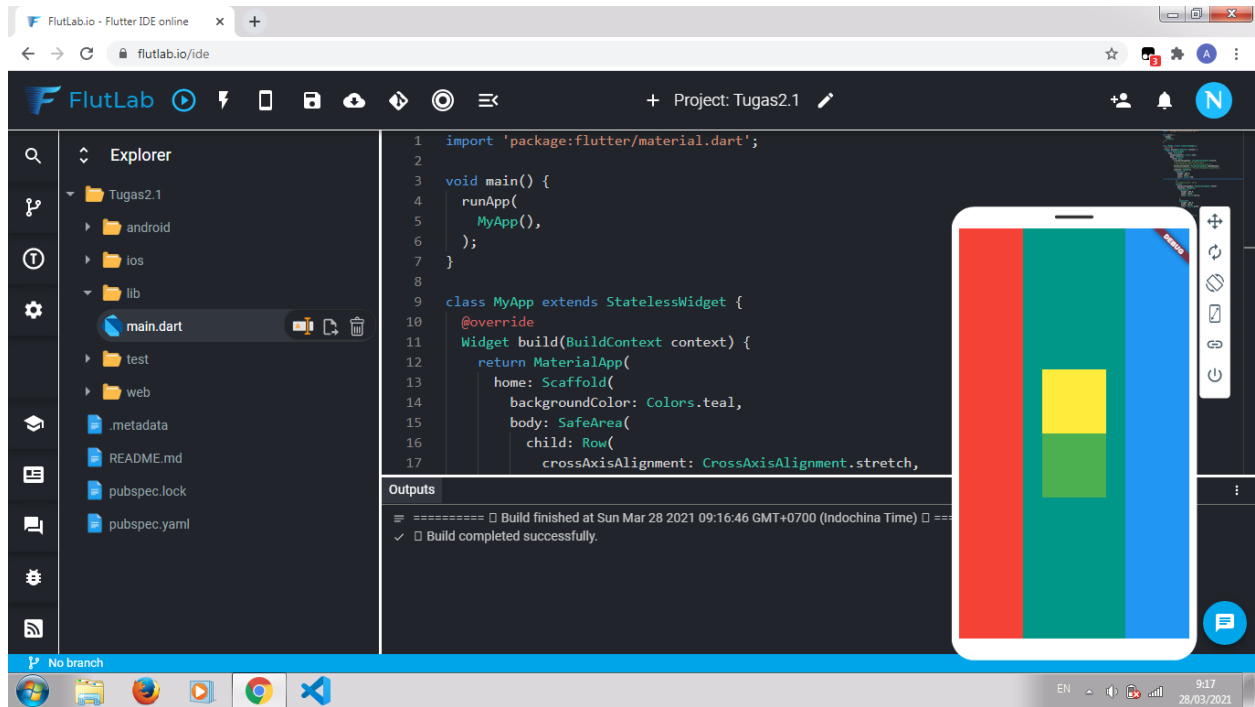 FlutLab.io - Flutter IDE online
flutlab.io/ide
3
A
FlutLab
+ Project: Tugas2.1
N
Explorer
Tugas2.1
android
ios
lib
main.dart
test
web
.metadata
README.md
pubspec.lock
pubspec.yaml
1 import 'package:flutter/material.dart';
2
3 void main() {
4 runApp(
5 MyApp(),
6 );
7 }
8
9 class MyApp extends StatelessWidget {
10 @override
11 Widget build(BuildContext context) {
12 return MaterialApp(
13 home: Scaffold(
14 backgroundColor: Colors.teal,
15 body: SafeArea(
16 child: Row(
17 crossAxisAlignment: CrossAxisAlignment.stretch,
DEBUG
Outputs
========== Build finished at Sun Mar 28 2021 09:16:46 GMT+0700 (Indochina Time) ===
Build completed successfully.
No branch
EN
9:17
28/03/2021